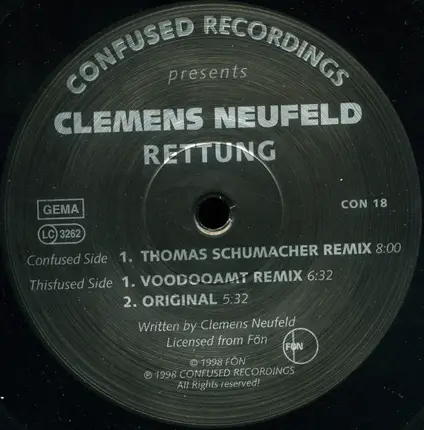 CONFUSED RECORDINGS
presents
CLEMENS NEUFELD
RETTUNG
GEMA
CON 18
LC 3262
Confused Side 1. THOMAS SCHUMACHER REMIX 8:00
Thisfused Side 1. VOODOOAMT REMIX 6:32
2. ORIGINAL 5:32
Written by Clemens Neufeld
Licensed from Fön
FÖN
© 1998 FÖN
℗ 1998 CONFUSED RECORDINGS
All Rights reserved!